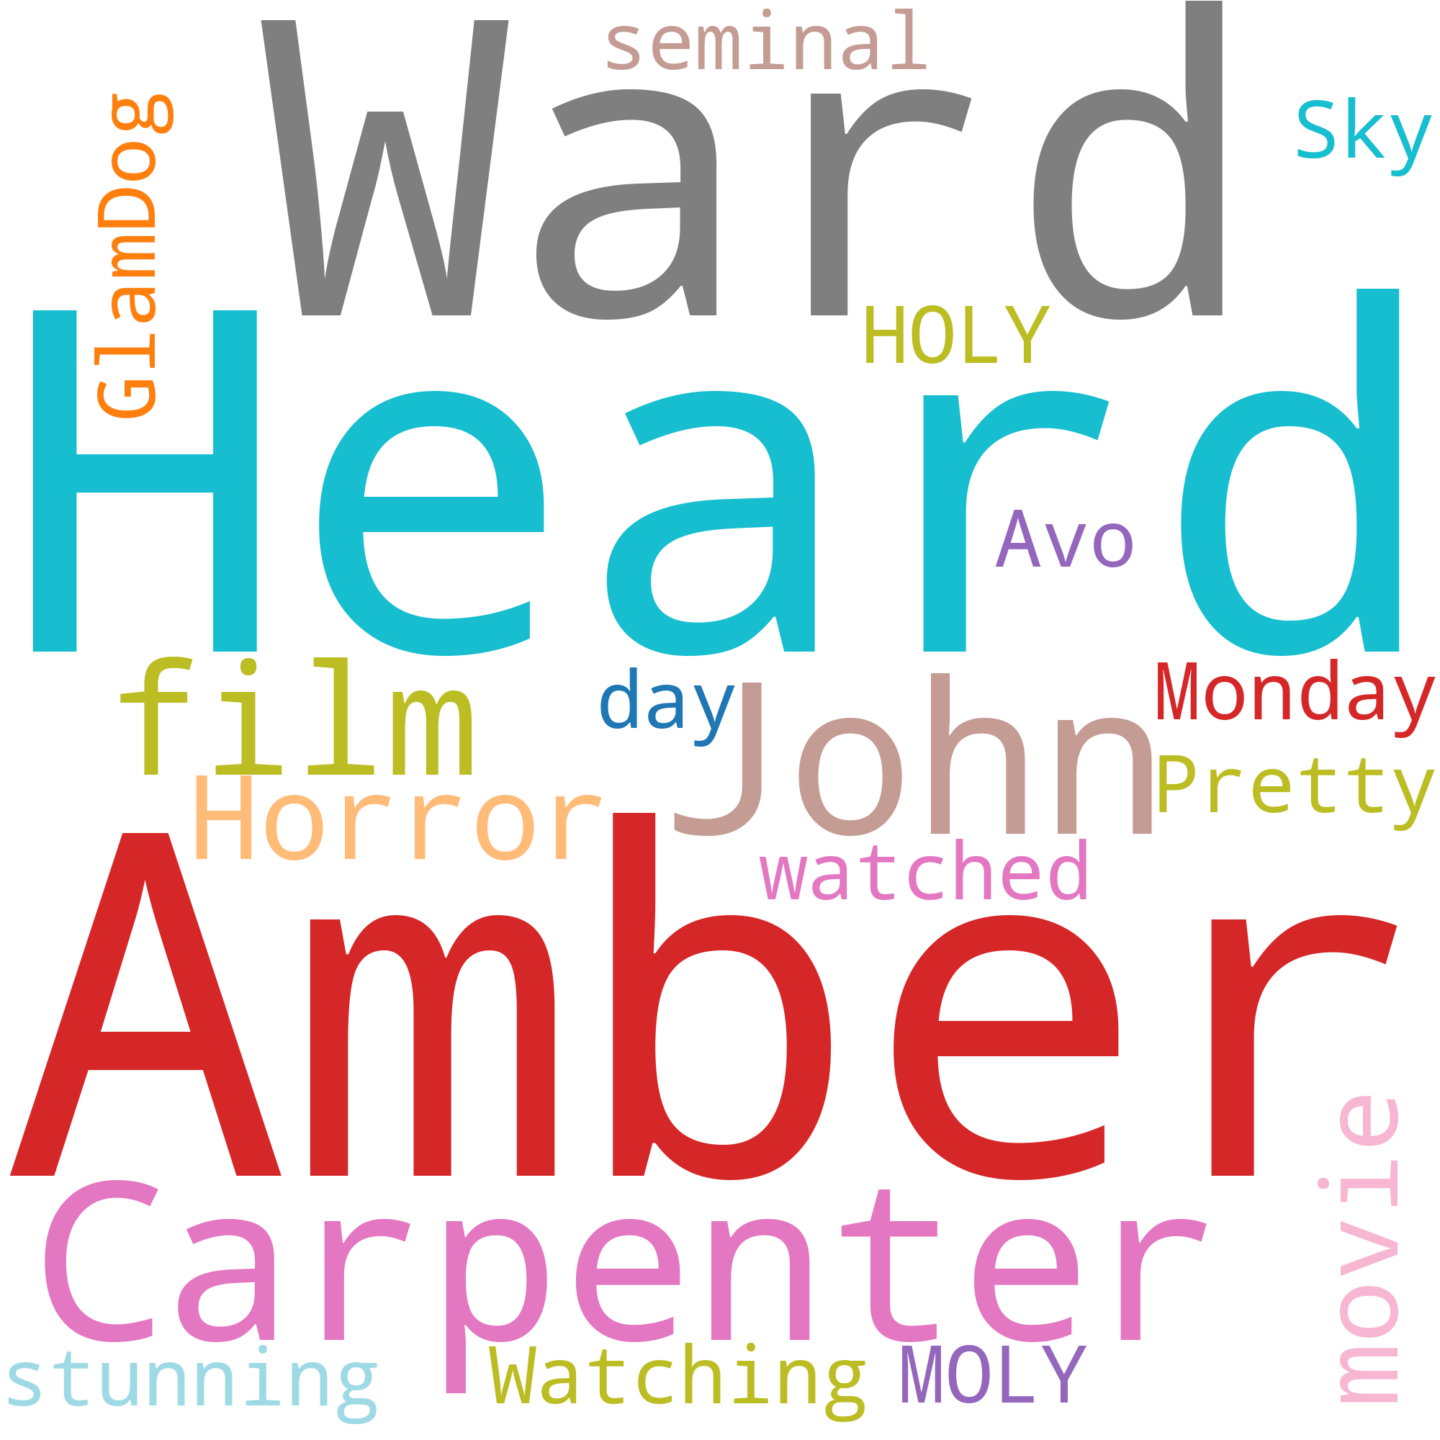 seminal
Ward
Sky
GlamDog
HOLY
Heard
Avo
film
day
John
Monday
Pretty
Horror
watched
Amber
movie
Carpenter
stunning
Watching
MOLY